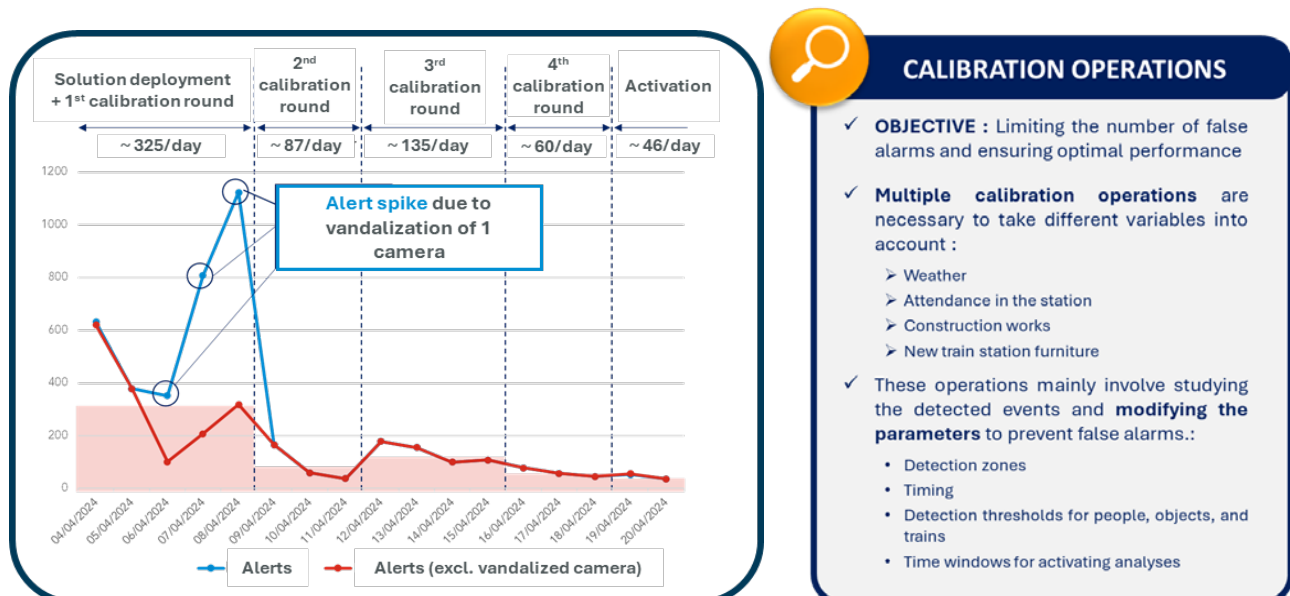 Solution deployment
+ 1st calibration round
2nd
calibration
round
3rd
calibration
round
4th
calibration
round
Activation
~ 325/day
~ 87/day
~ 135/day
~ 60/day
~ 46/day
1200
1000
800
600
400
200
0
Alert spike due to
vandalization of 1
camera
04/04/2024
05/04/2024
06/04/2024
07/04/2024
08/04/2024
09/04/2024
10/04/2024
11/04/2024
12/04/2024
13/04/2024
14/04/2024
15/04/2024
16/04/2024
17/04/2024
18/04/2024
19/04/2024
20/04/2024
Alerts
Alerts (excl. vandalized camera)
CALIBRATION OPERATIONS
✓ OBJECTIVE : Limiting the number of false
alarms and ensuring optimal performance
✓ Multiple calibration operations are
necessary to take different variables into
account :
➢ Weather
➢ Attendance in the station
➢ Construction works
➢ New train station furniture
✓ These operations mainly involve studying
the detected events and modifying the
parameters to prevent false alarms.:
• Detection zones
• Timing
• Detection thresholds for people, objects, and
trains
• Time windows for activating analyses